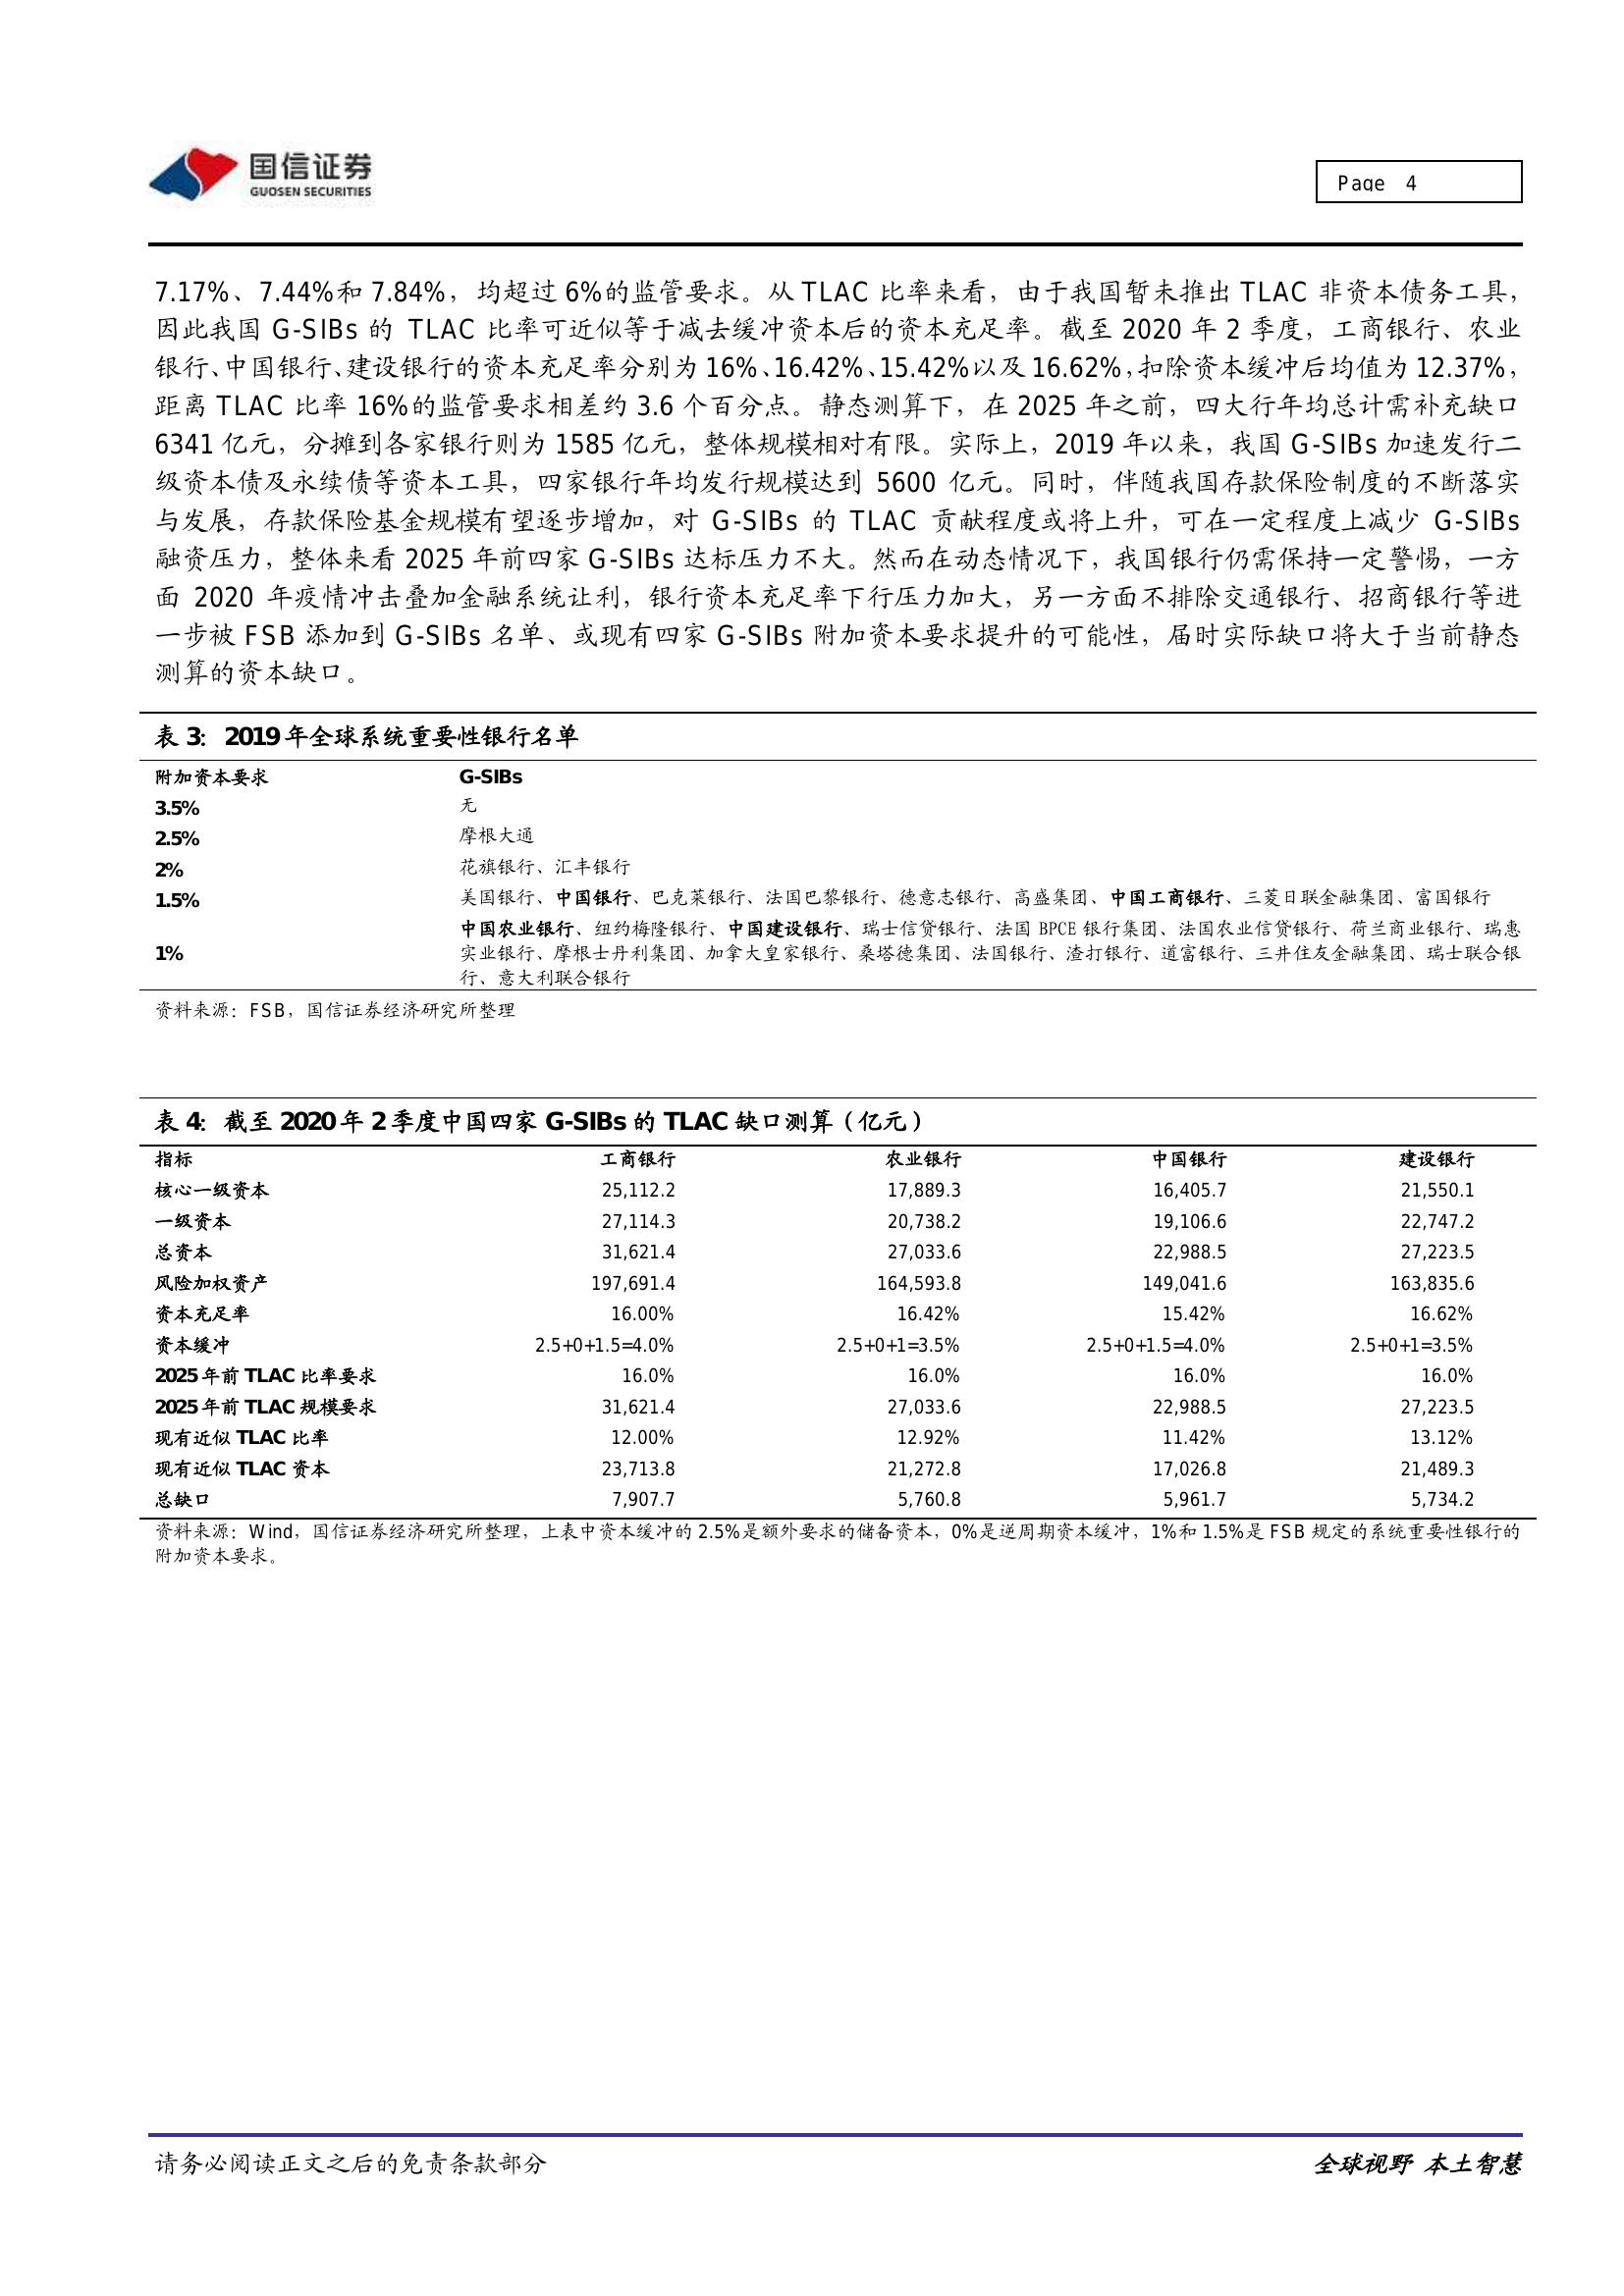 国信证券
GUOSEN SECURITIES
Page 4
7.17%、7.44%和 7.84%，均超过 6%的监管要求。从 TLAC 比率来看，由于我国暂未推出 TLAC 非资本债务工具，
因此我国 G-SIBs 的 TLAC 比率可近似等于减去缓冲资本后的资本充足率。截至 2020 年 2 季度，工商银行、农业
银行、中国银行、建设银行的资本充足率分别为 16%、16.42%、15.42%以及 16.62%，扣除资本缓冲后均值为 12.37%，
距离 TLAC 比率 16%的监管要求相差约 3.6 个百分点。静态测算下，在 2025 年之前，四大行年均总计需补充缺口
6341 亿元，分摊到各家银行则为 1585 亿元，整体规模相对有限。实际上，2019 年以来，我国 G-SIBs 加速发行二
级资本债及永续债等资本工具，四家银行年均发行规模达到 5600 亿元。同时，伴随我国存款保险制度的不断落实
与发展，存款保险基金规模有望逐步增加，对 G-SIBs 的 TLAC 贡献程度或将上升，可在一定程度上减少 G-SIBs
融资压力，整体来看 2025 年前四家 G-SIBs 达标压力不大。然而在动态情况下，我国银行仍需保持一定警惕，一方
面 2020 年疫情冲击叠加金融系统让利，银行资本充足率下行压力加大，另一方面不排除交通银行、招商银行等进
一步被 FSB 添加到 G-SIBs 名单、或现有四家 G-SIBs 附加资本要求提升的可能性，届时实际缺口将大于当前静态
测算的资本缺口。
表 3：2019 年全球系统重要性银行名单
附加资本要求 G-SIBs
3.5% 无
2.5% 摩根大通
2% 花旗银行、汇丰银行
1.5% 美国银行、中国银行、巴克莱银行、法国巴黎银行、德意志银行、高盛集团、中国工商银行、三菱日联金融集团、富国银行
中国农业银行、纽约梅隆银行、中国建设银行、瑞士信贷银行、法国 BPCE 银行集团、法国农业信贷银行、荷兰商业银行、瑞惠
1% 实业银行、摩根士丹利集团、加拿大皇家银行、桑塔德集团、法国银行、渣打银行、道富银行、三井住友金融集团、瑞士联合银
行、意大利联合银行
资料来源：FSB，国信证券经济研究所整理
表 4：截至 2020 年 2 季度中国四家 G-SIBs 的 TLAC 缺口测算（亿元）
指标 工商银行 农业银行 中国银行 建设银行
核心一级资本 25,112.2 17,889.3 16,405.7 21,550.1
一级资本 27,114.3 20,738.2 19,106.6 22,747.2
总资本 31,621.4 27,033.6 22,988.5 27,223.5
风险加权资产 197,691.4 164,593.8 149,041.6 163,835.6
资本充足率 16.00% 16.42% 15.42% 16.62%
资本缓冲 2.5+0+1.5=4.0% 2.5+0+1=3.5% 2.5+0+1.5=4.0% 2.5+0+1=3.5%
2025 年前 TLAC 比率要求 16.0% 16.0% 16.0% 16.0%
2025 年前 TLAC 规模要求 31,621.4 27,033.6 22,988.5 27,223.5
现有近似 TLAC 比率 12.00% 12.92% 11.42% 13.12%
现有近似 TLAC 资本 23,713.8 21,272.8 17,026.8 21,489.3
总缺口 7,907.7 5,760.8 5,961.7 5,734.2
资料来源：Wind，国信证券经济研究所整理，上表中资本缓冲的 2.5%是额外要求的储备资本，0%是逆周期资本缓冲，1%和 1.5%是 FSB 规定的系统重要性银行的
附加资本要求。
请务必阅读正文之后的免责条款部分 全球视野 本土智慧